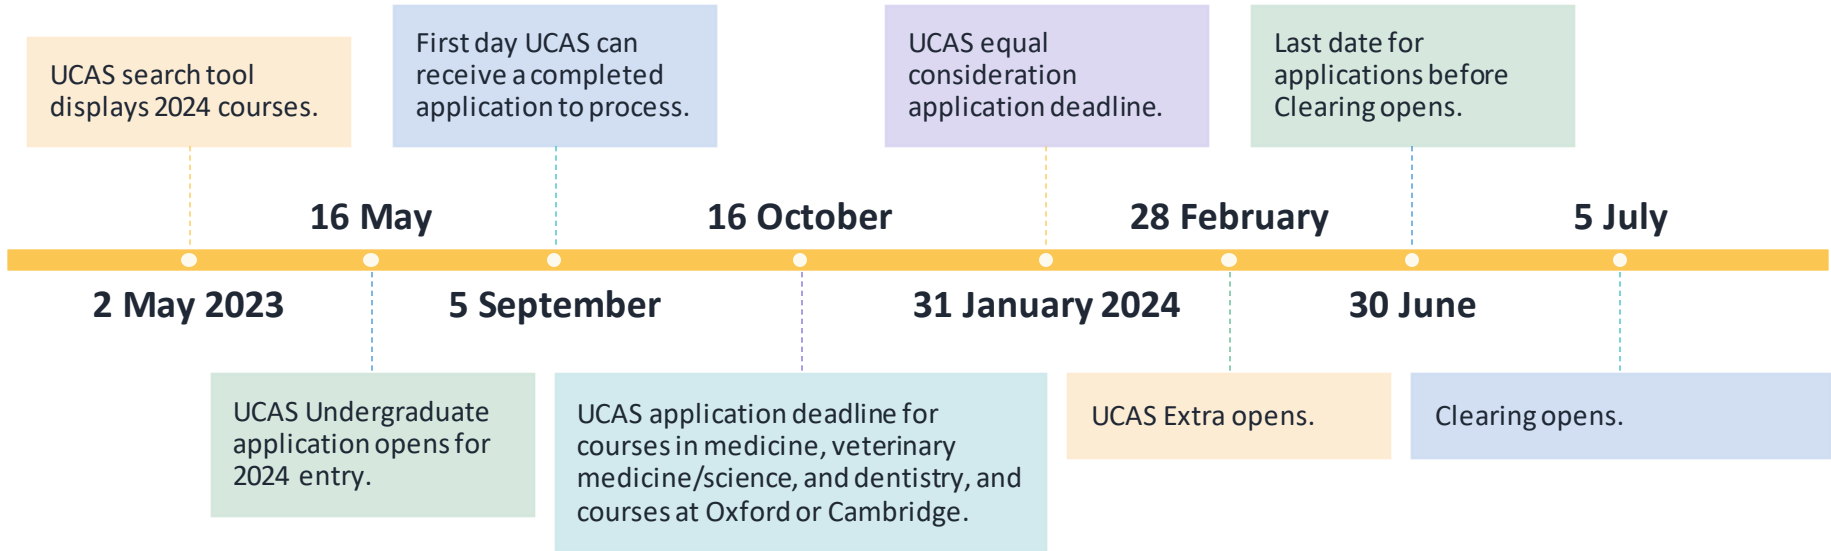 UCAS search tool
displays 2024 courses.
First day UCAS can
receive a completed
application to process.
UCAS equal
consideration
application deadline.
Last date for
applications before
Clearing opens.
16 May
16 October
28 February
5 July
2 May 2023
5 September
31 January 2024
30 June
UCAS Undergraduate
application opens for
2024 entry.
UCAS application deadline for
courses in medicine, veterinary
medicine/science, and dentistry, and
courses at Oxford or Cambridge.
UCAS Extra opens.
Clearing opens.